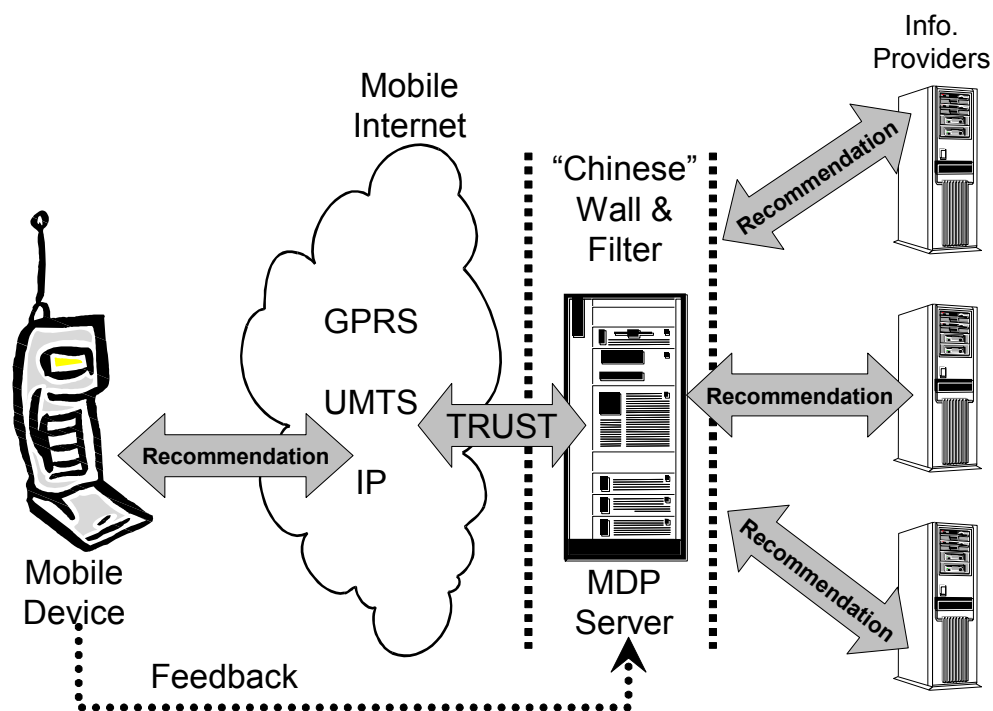 Info.
Providers
Mobile
Internet
“Chinese”
Wall &
Filter
Recommendation
GPRS
UMTS
IP
TRUST
Recommendation
Recommendation
Recommendation
Mobile
Device
MDP
Server
Feedback